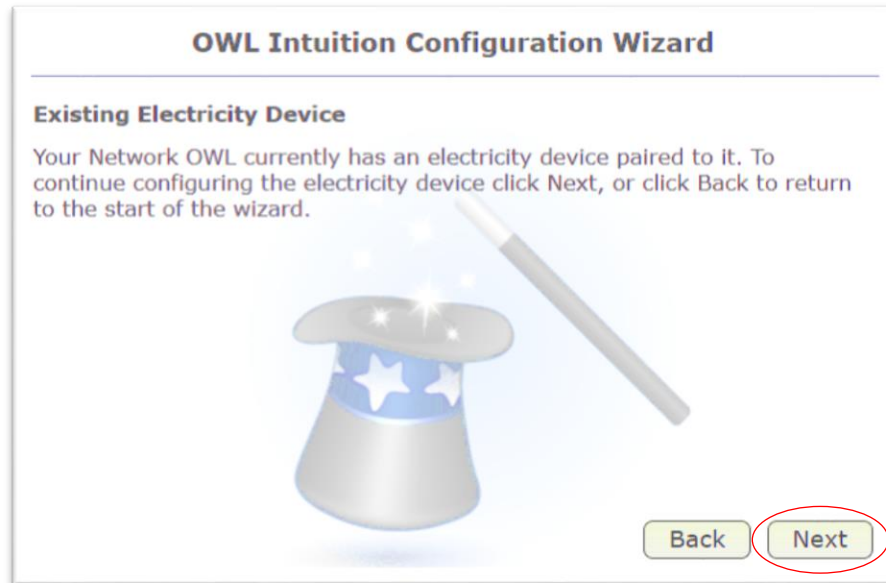 OWL Intuition Configuration Wizard
Existing Electricity Device
Your Network OWL currently has an electricity device paired to it. To
continue configuring the electricity device click Next, or click Back to return
to the start of the wizard.
Back Next